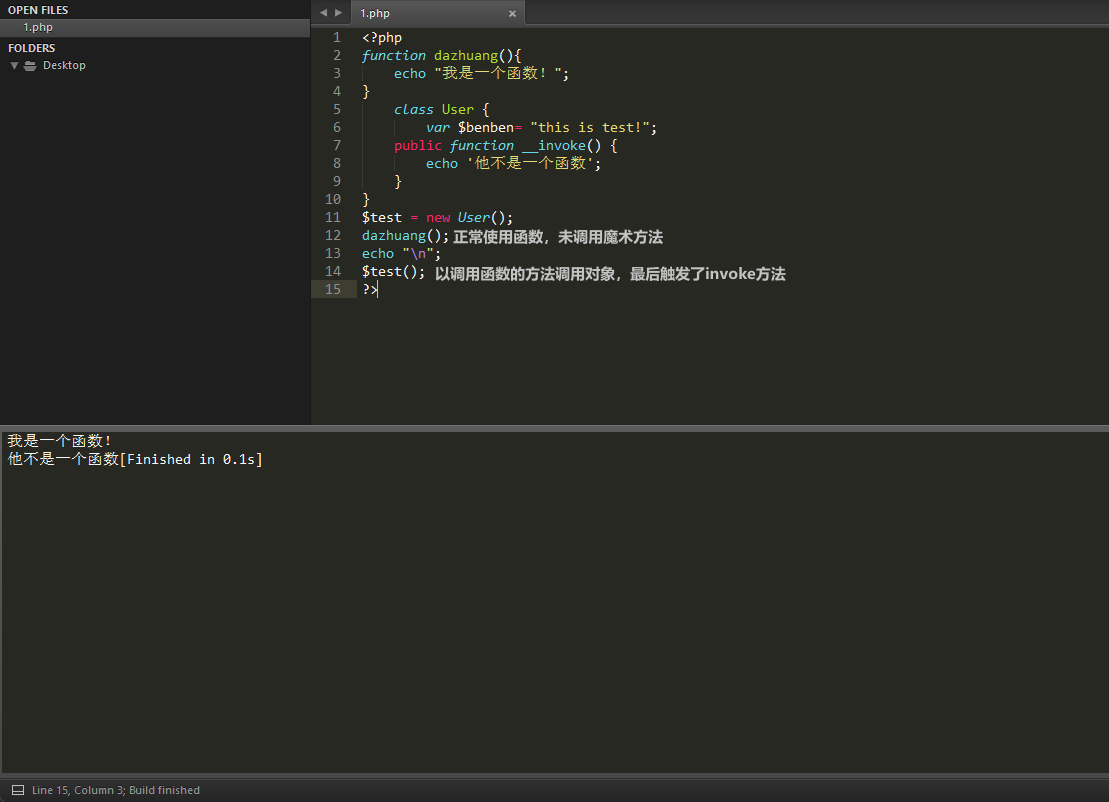 OPEN FILES
1.php
FOLDERS
Desktop
1.php
1 <?php
2 function dazhuang(){
3 echo "我是一个函数！";
4 }
5 class User {
6 var $benben= "this is test!";
7 public function __invoke() {
8 echo '他不是一个函数';
9 }
10 }
11 $test = new User();
12 dazhuang(); 正常使用函数，未调用魔术方法
13 echo "\n";
14 $test(); 以调用函数的方法调用对象，最后触发了invoke方法
15 ?>
我是一个函数！
他不是一个函数[Finished in 0.1s]
Line 15, Column 3; Build finished